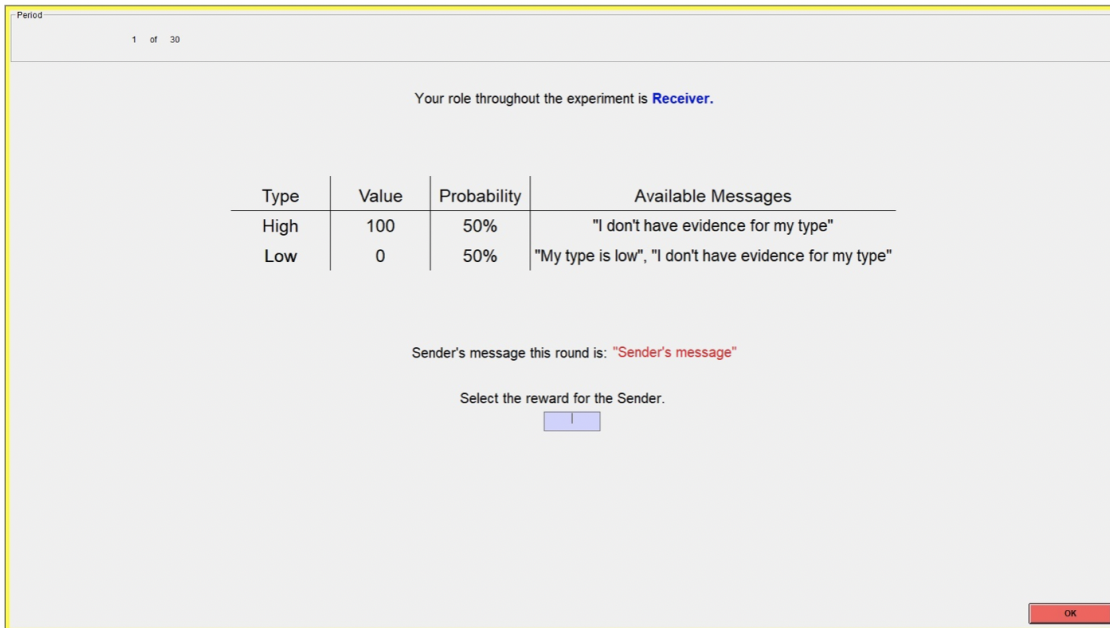 Period
1 of 30
Your role throughout the experiment is Receiver.
Type Value Probability Available Messages
High 100 50% "I don't have evidence for my type"
Low 0 50% "My type is low", "I don't have evidence for my type"
Sender's message this round is: "Sender's message"
Select the reward for the Sender.
OK